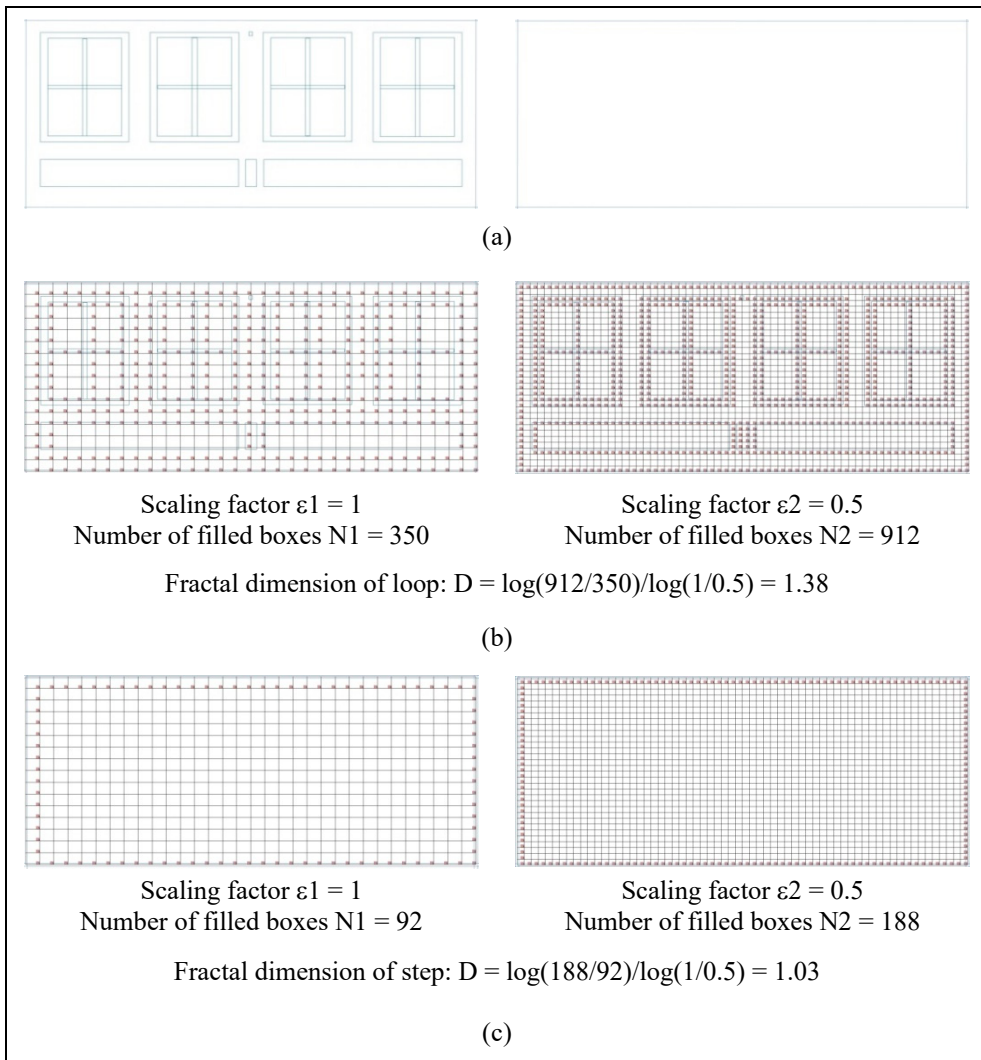 (a)
Scaling factor ε1 = 1
Number of filled boxes N1 = 350
Scaling factor ε2 = 0.5
Number of filled boxes N2 = 912
Fractal dimension of loop: D = log(912/350)/log(1/0.5) = 1.38
(b)
Scaling factor ε1 = 1
Number of filled boxes N1 = 92
Scaling factor ε2 = 0.5
Number of filled boxes N2 = 188
Fractal dimension of step: D = log(188/92)/log(1/0.5) = 1.03
(c)